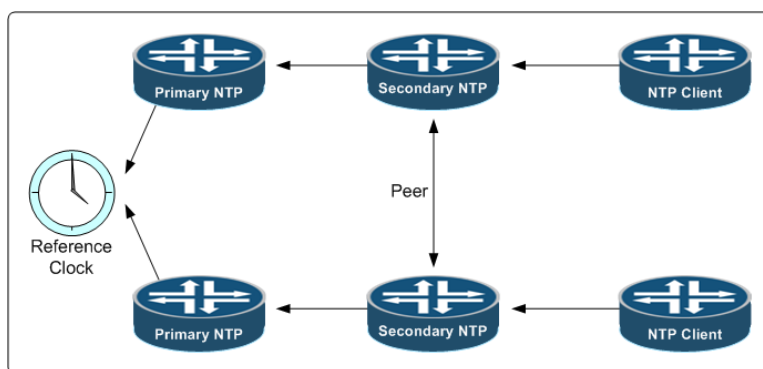 Primary NTP
Secondary NTP
NTP Client
Peer
Reference
Clock
Primary NTP
Secondary NTP
NTP Client